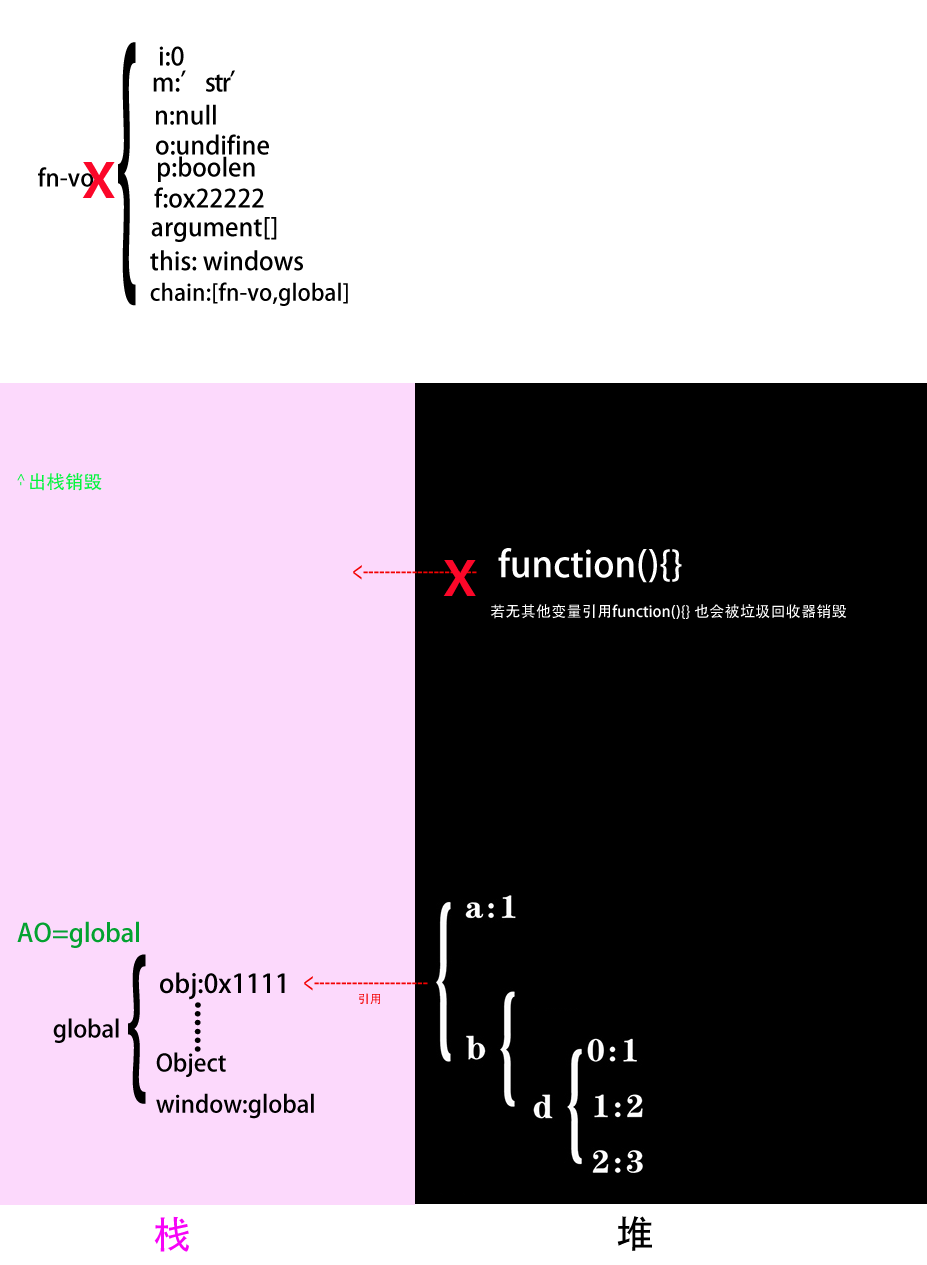 i:0
m:′ str′
n:null
o:undifine
p:boolen
fn-vo
X
f:ox22222
argument[]
this: windows
chain:[fn-vo,global]
^ 出栈销毁
function(){}
X
若无其他变量引用function(){} 也会被垃圾回收器销毁
a:1
AO=global
obj:0x1111
引用
global
b
0:1
Object
window:global
d
1:2
2:3
栈
堆